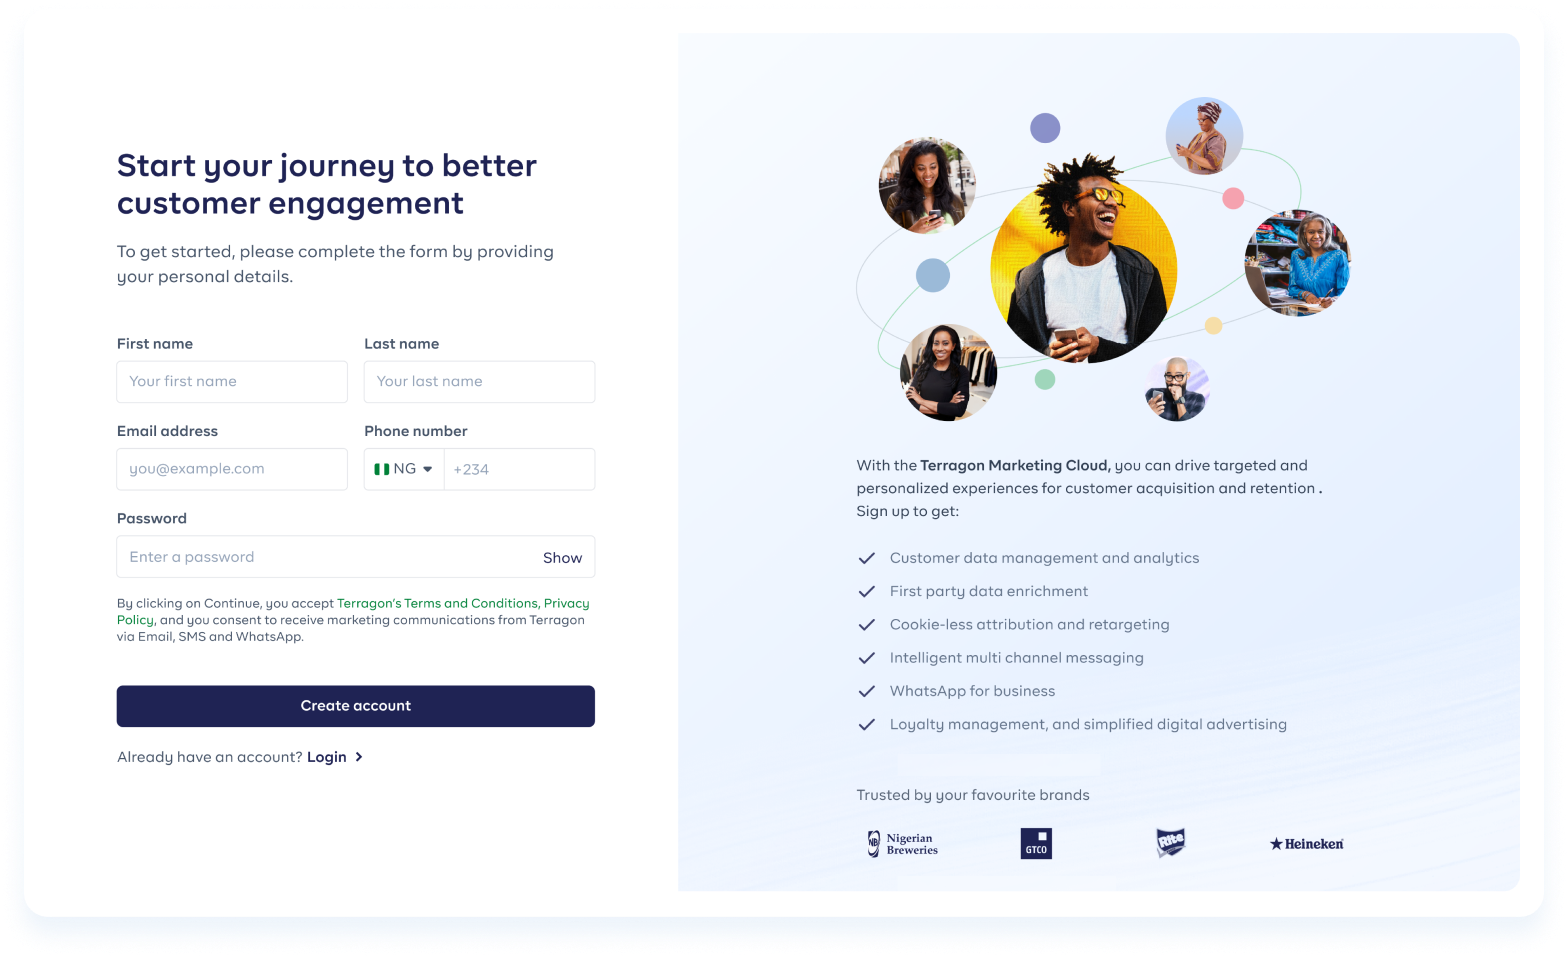 Start your journey to better
customer engagement
To get started, please complete the form by providing
your personal details.
First name
Last name
Your first name
Your last name
Email address
Phone number
you@example.com
NG
+234
Password
Enter a password
Show
By clicking on Continue, you accept Terragon's Terms and Conditions, Privacy
Policy, and you consent to receive marketing communications from Terragon
via Email, SMS and WhatsApp.
Create account
Already have an account? Login
With the Terragon Marketing Cloud, you can drive targeted and
personalized experiences for customer acquisition and retention .
Sign up to get:
Customer data management and analytics
First party data enrichment
Cookie-less attribution and retargeting
Intelligent multi channel messaging
WhatsApp for business
Loyalty management, and simplified digital advertising
Trusted by your favourite brands
NB
Nigerian
Breweries
GTCO
Rite
Heineken